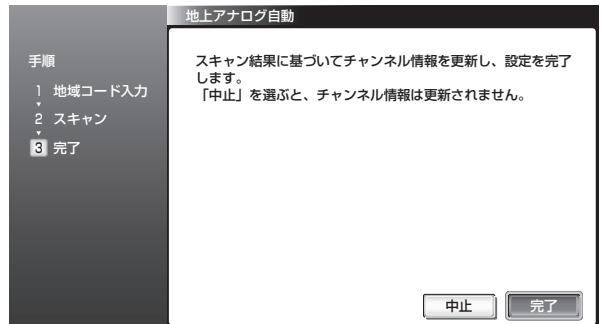 地上アナログ自動
手順
1 地域コード入力
2 スキャン
3 完了
スキャン結果に基づいてチャンネル情報を更新し、設定を完了
します。
「中止」を選ぶと、チャンネル情報は更新されません。
中止
完了